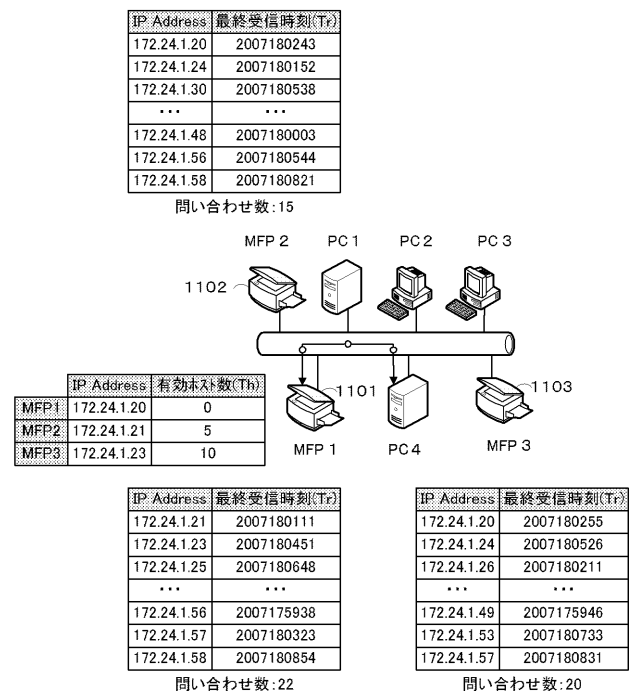 IP Address 最終受信時刻(Tr)
172.24.1.20 2007180243
172.24.1.24 2007180152
172.24.1.30 2007180538
・・・ ・・・
172.24.1.48 2007180003
172.24.1.56 2007180544
172.24.1.58 2007180821
問い合わせ数:15
MFP 2 PC 1 PC 2 PC 3
1102
1101
1103
MFP 1 PC 4 MFP 3
IP Address 有効ホスト数(Th)
MFP1 172.24.1.20 0
MFP2 172.24.1.21 5
MFP3 172.24.1.23 10
IP Address 最終受信時刻(Tr)
172.24.1.21 2007180111
172.24.1.23 2007180451
172.24.1.25 2007180648
・・・ ・・・
172.24.1.56 2007175938
172.24.1.57 2007180323
172.24.1.58 2007180854
問い合わせ数:22
IP Address 最終受信時刻(Tr)
172.24.1.20 2007180255
172.24.1.24 2007180526
172.24.1.26 2007180211
・・・ ・・・
172.24.1.49 2007175946
172.24.1.53 2007180733
172.24.1.57 2007180831
問い合わせ数:20